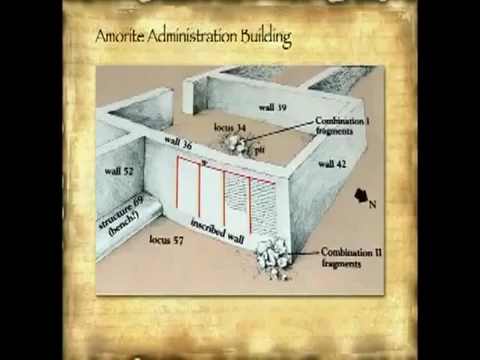 Amorite Administration Building
wall 39
Combination I
fragments
locus 34
pit
wall 36
wall 42
wall 52
N
structure 69
(bench?)
inscribed wall
locus 57
Combination II
fragments